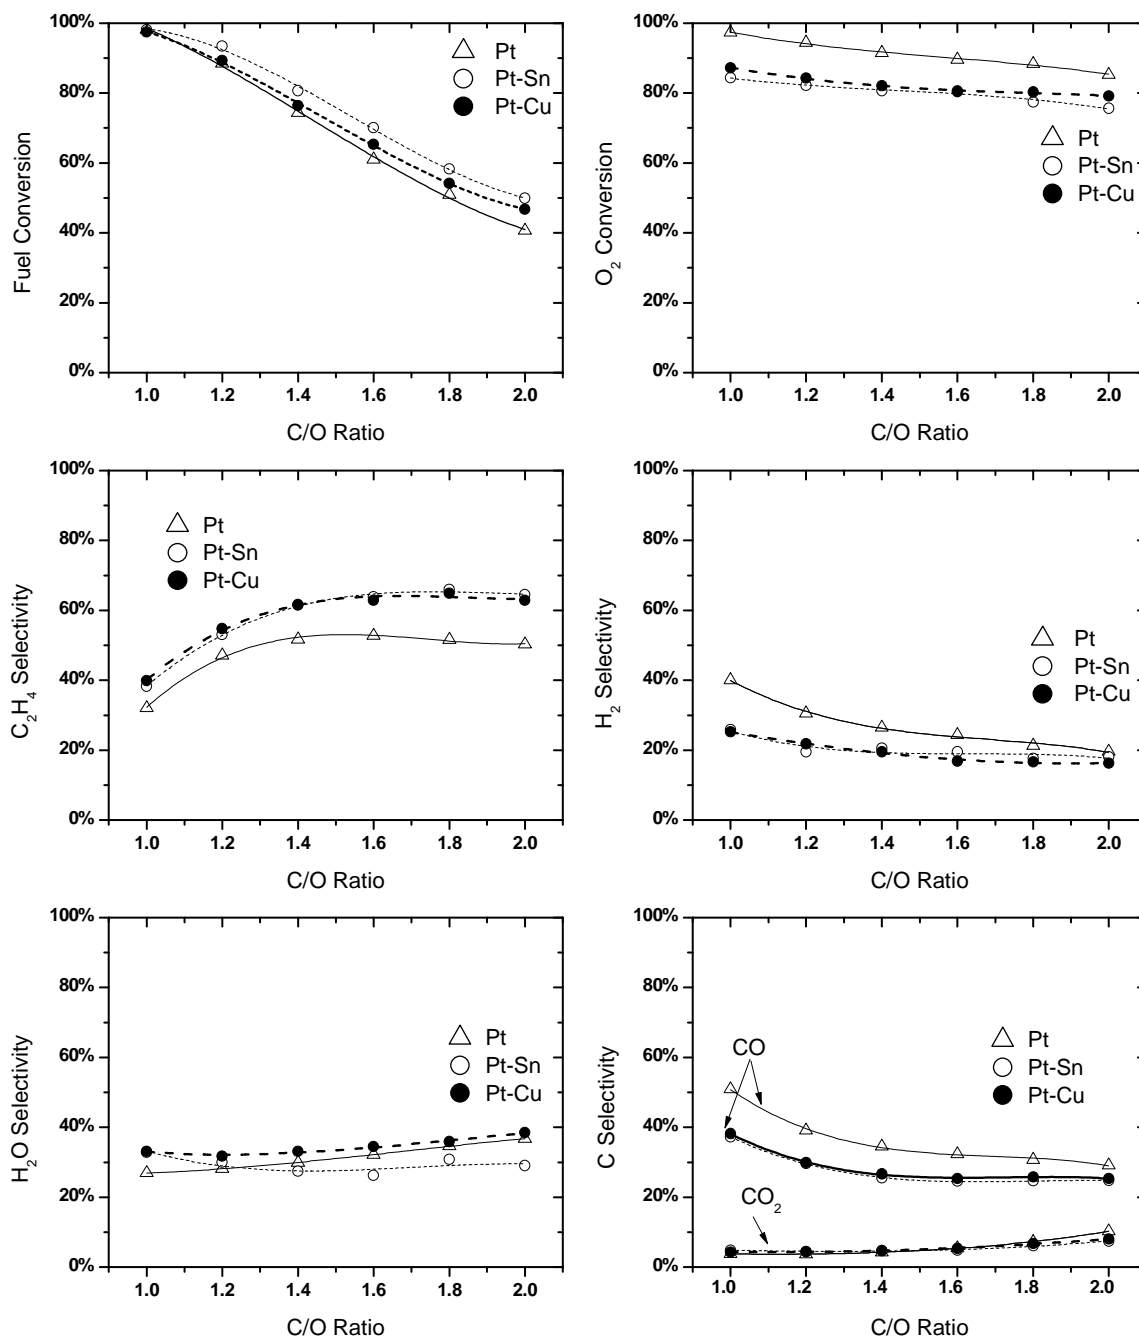 100%
80%
60%
40%
20%
0%
Fuel Conversion
Pt
Pt-Sn
Pt-Cu
1.0 1.2 1.4 1.6 1.8 2.0
C/O Ratio
100%
80%
60%
40%
20%
0%
O₂ Conversion
Pt
Pt-Sn
Pt-Cu
1.0 1.2 1.4 1.6 1.8 2.0
C/O Ratio
100%
80%
60%
40%
20%
0%
C₂H₄ Selectivity
Pt
Pt-Sn
Pt-Cu
1.0 1.2 1.4 1.6 1.8 2.0
C/O Ratio
100%
80%
60%
40%
20%
0%
H₂ Selectivity
Pt
Pt-Sn
Pt-Cu
1.0 1.2 1.4 1.6 1.8 2.0
C/O Ratio
100%
80%
60%
40%
20%
0%
H₂O Selectivity
Pt
Pt-Sn
Pt-Cu
1.0 1.2 1.4 1.6 1.8 2.0
C/O Ratio
100%
80%
60%
40%
20%
0%
C Selectivity
Pt
Pt-Sn
Pt-Cu
CO
CO₂
1.0 1.2 1.4 1.6 1.8 2.0
C/O Ratio